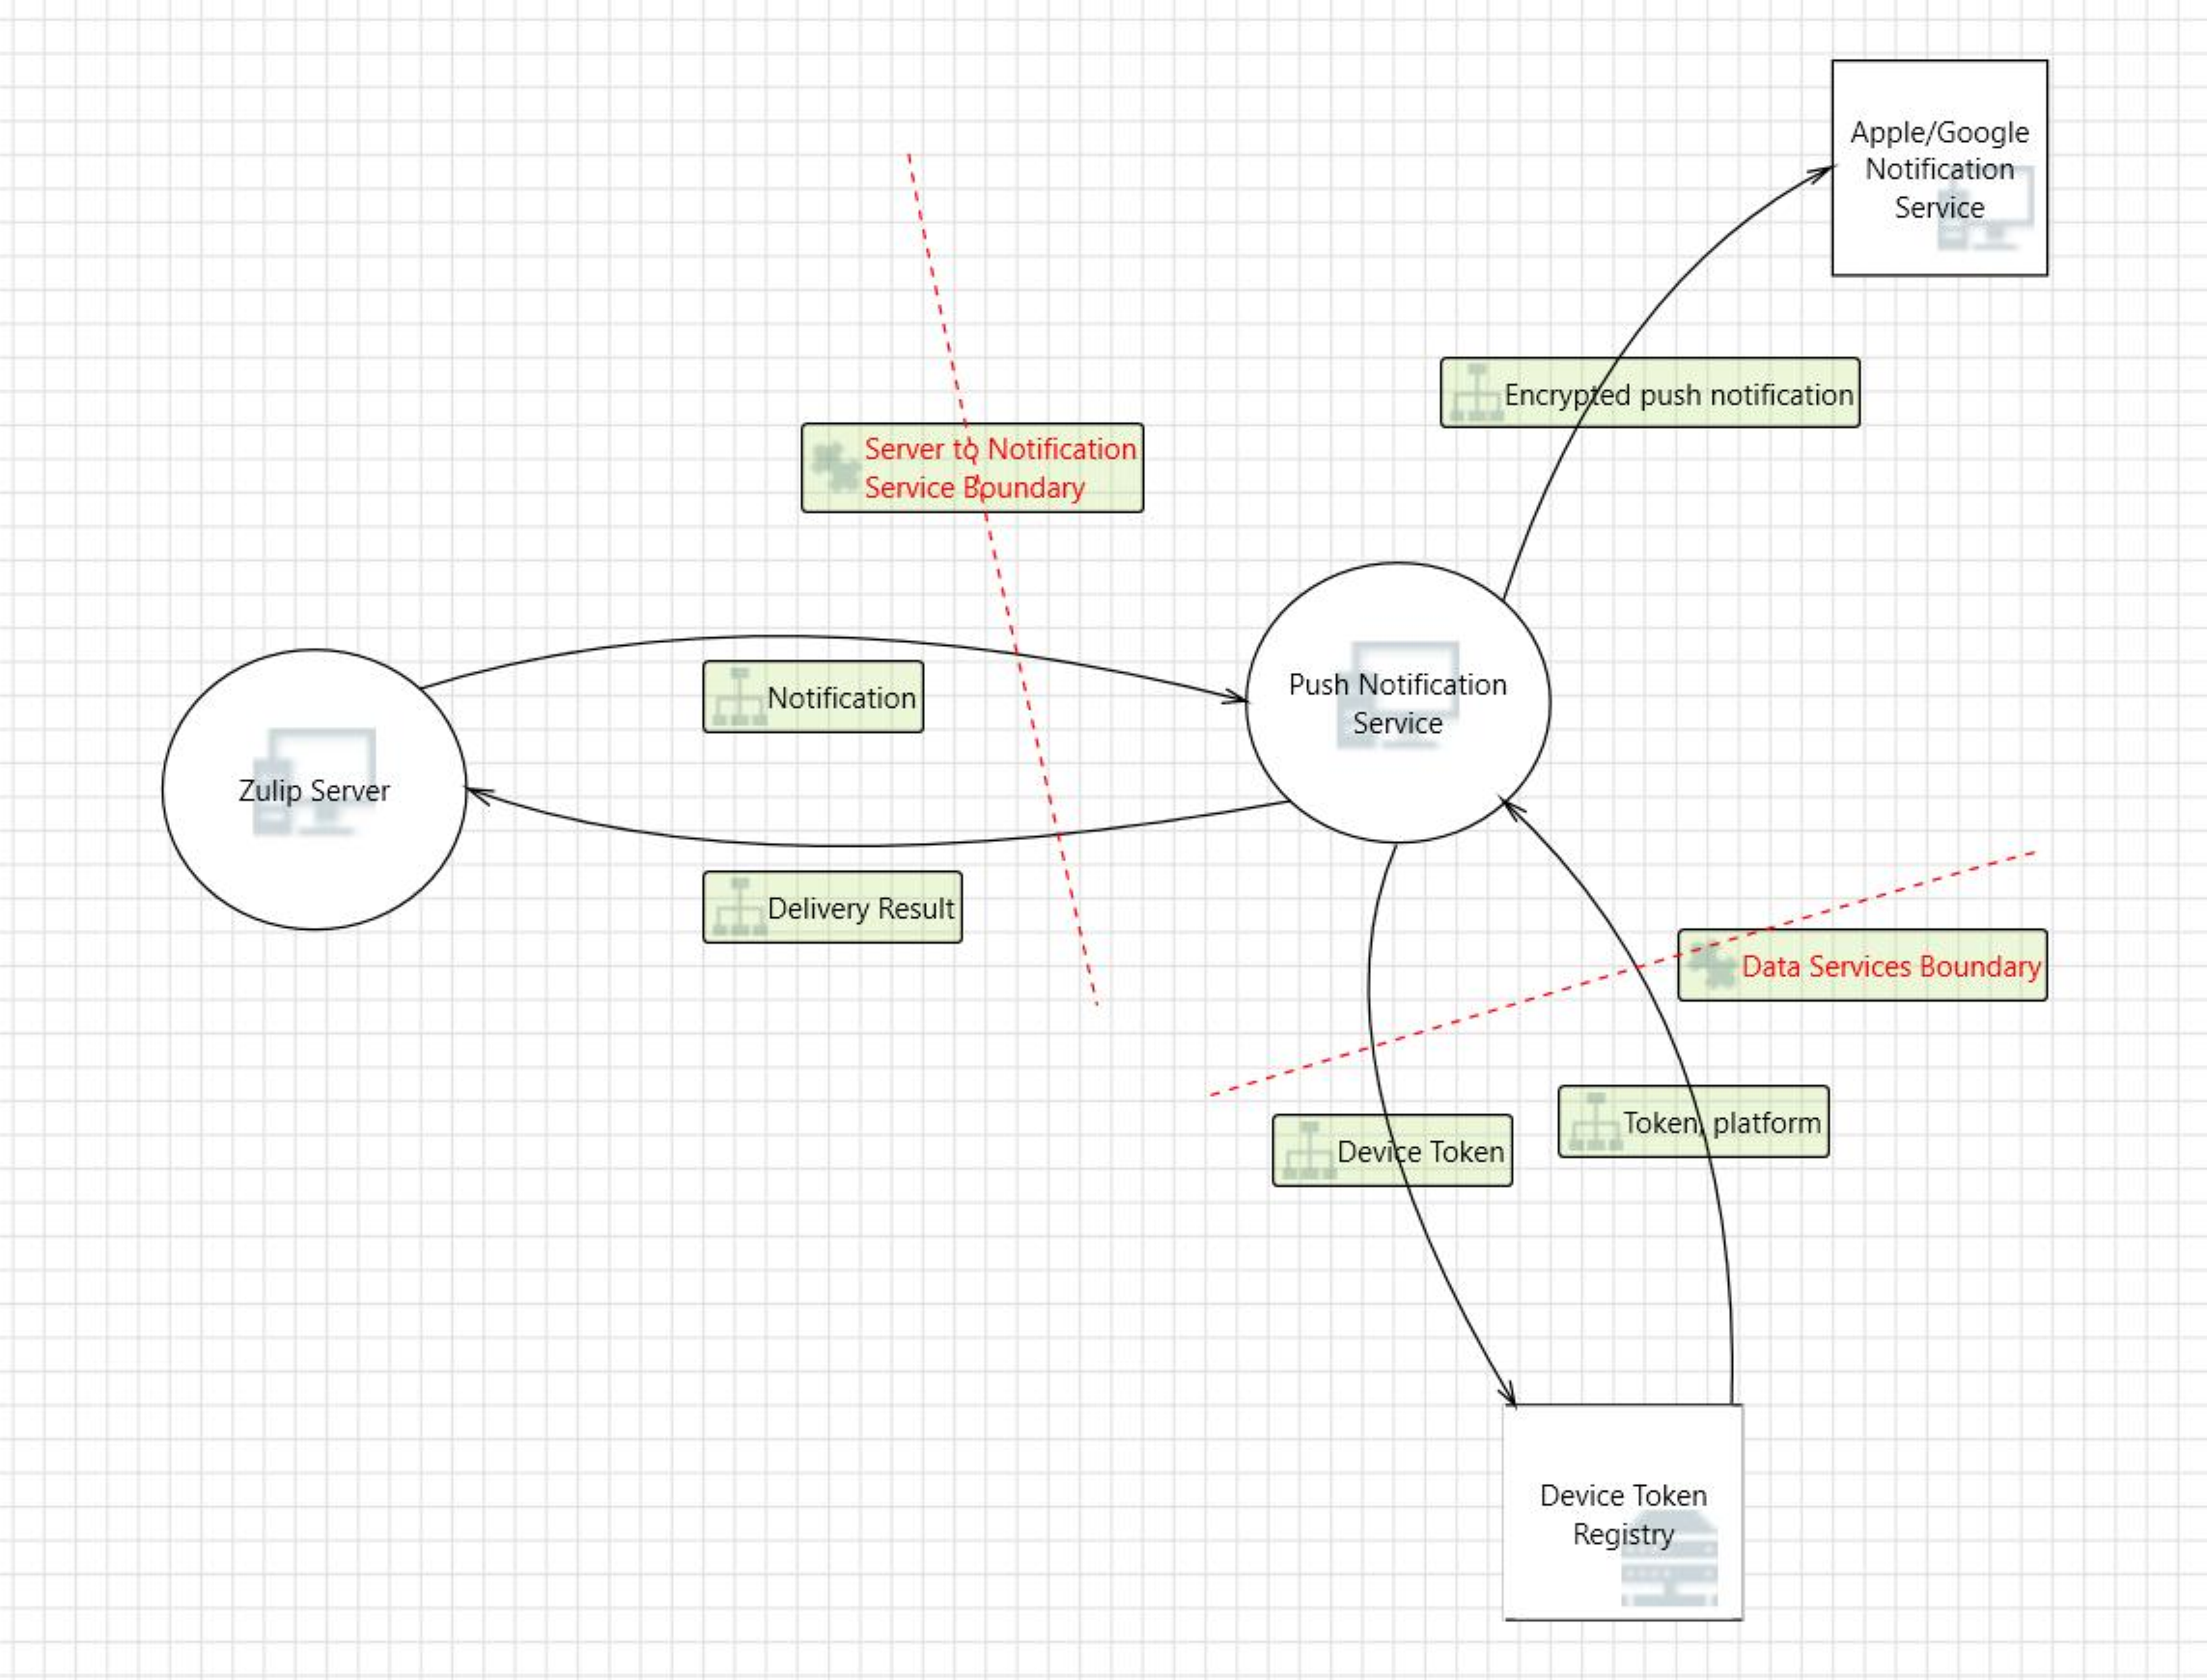 Apple/Google
Notification
Service
Encrypted push notification
Server to Notification
Service Boundary
Notification
Push Notification
Service
Zulip Server
Delivery Result
Data Services Boundary
Device Token
Token, platform
Device Token
Registry